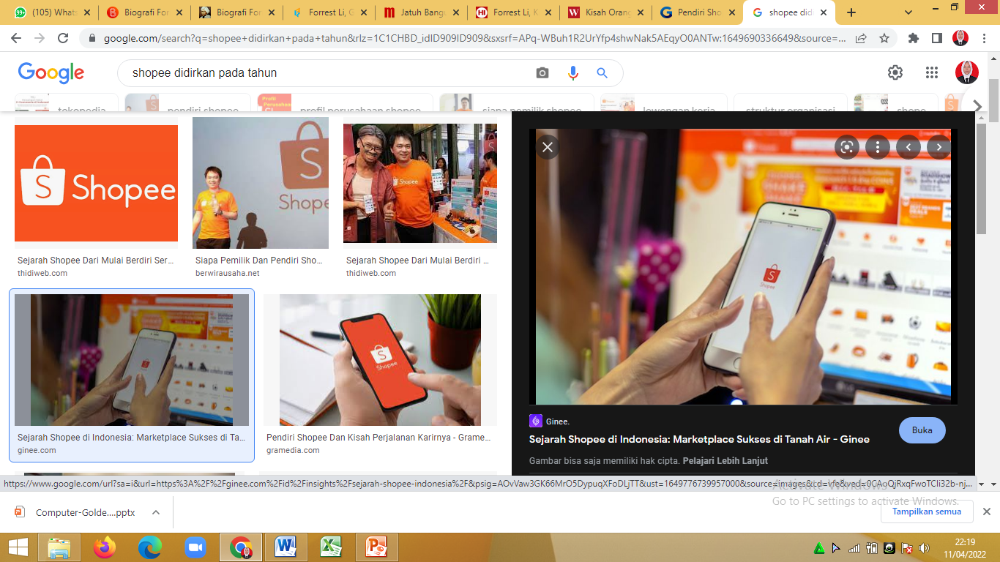 (105) Whats
Biografi For
Biografi For
Forrest Li, G
Jatuh Bangu
Forrest Li, K
Kisah Orang
Pendiri Sho
shopee did
google.com/search?q=shopee+didirkan+pada+tahun&rlz=1C1CHBD_idID909ID909&sxsrf=APq-WBuh1R2UrYfp4shwNak5AEqyO0ANTw:1649690336649&source=...
Google
shopee didirkan pada tahun
tokopedia
pendiri shopee
profil perusahaan shopee
siapa pemilik shopee
lowongan kerja
struktur organisasi
shope
Profil
Perusahaan
Shopee
Shopee
Shopee
Sejarah Shopee Dari Mulai Berdiri Ser...
thidiweb.com
Siapa Pemilik Dan Pendiri Sho...
berwirausaha.net
Sejarah Shopee Dari Mulai Berdiri ...
thidiweb.com
Shopee
Shopee
Sejarah Shopee di Indonesia: Marketplace Sukses di Ta...
ginee.com
Pendiri Shopee Dan Kisah Perjalanan Karirnya - Grame...
gramedia.com
Ginee.
Sejarah Shopee di Indonesia: Marketplace Sukses di Tanah Air - Ginee
Buka
Gambar bisa saja memiliki hak cipta. Pelajari Lebih Lanjut
https://www.google.com/url?sa=i&url=https%3A%2F%2Fginee.com%2Fid%2Finsights%2Fsejarah-shopee-indonesia%2F&psig=AOvVaw3GK66MrO5DypuqXFoDLjTT&ust=1649776739957000&source=images&cd=vfe&ved=0CAoQjRxqFwoTCIi32b-nj...
Activate Windows
Go to PC settings to activate Windows.
Computer-Golde....pptx
Tampilkan semua
22:19
11/04/2022